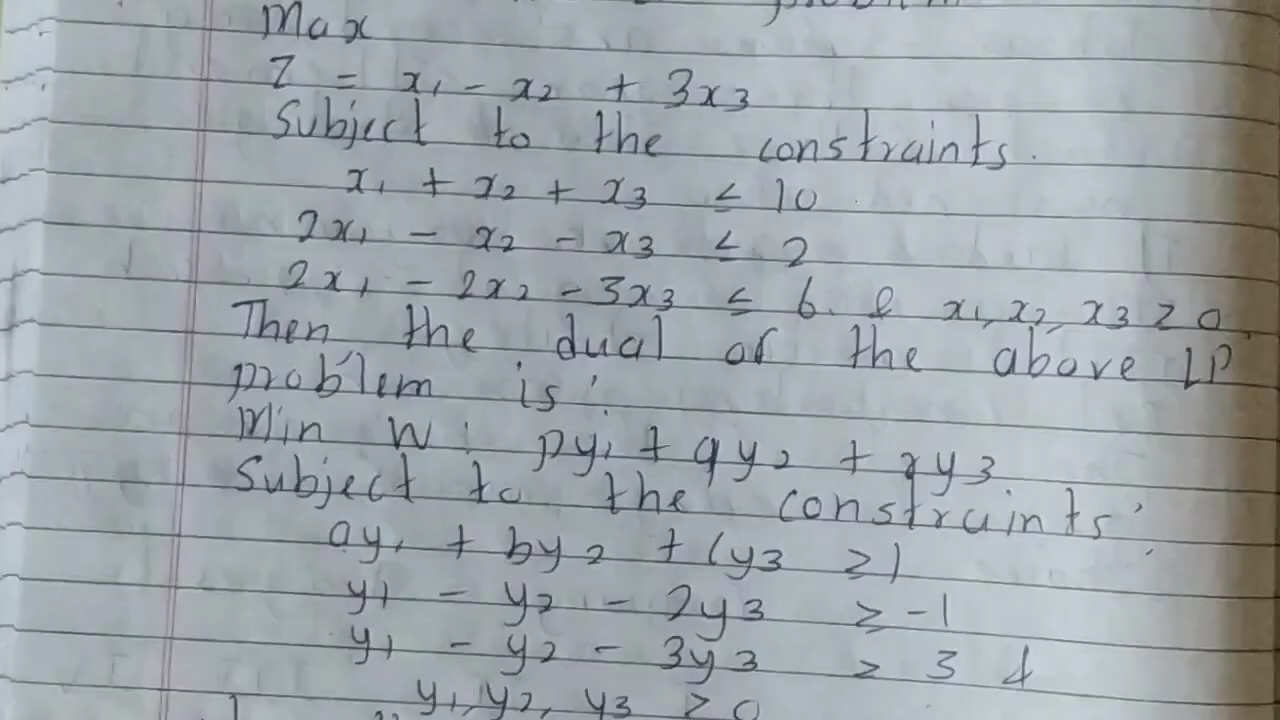 Max
Z = x₁ - x₂ + 3x₃
Subject to the constraints.
x₁ + x₂ + x₃ ≤ 10
2x₁ - x₂ - x₃ ≤ 2
2x₁ - 2x₂ - 3x₃ ≤ 6. & x₁, x₂, x₃ ≥ 0
Then the dual of the above LP
problem is:
Min W: py₁ + qy₂ + ry₃
Subject to the constraints:
ay₁ + by₂ + cy₃ ≥ 1
y₁ - y₂ - 2y₃ ≥ -1
y₁ - y₂ - 3y₃ ≥ 3 &
y₁, y₂, y₃ ≥ 0